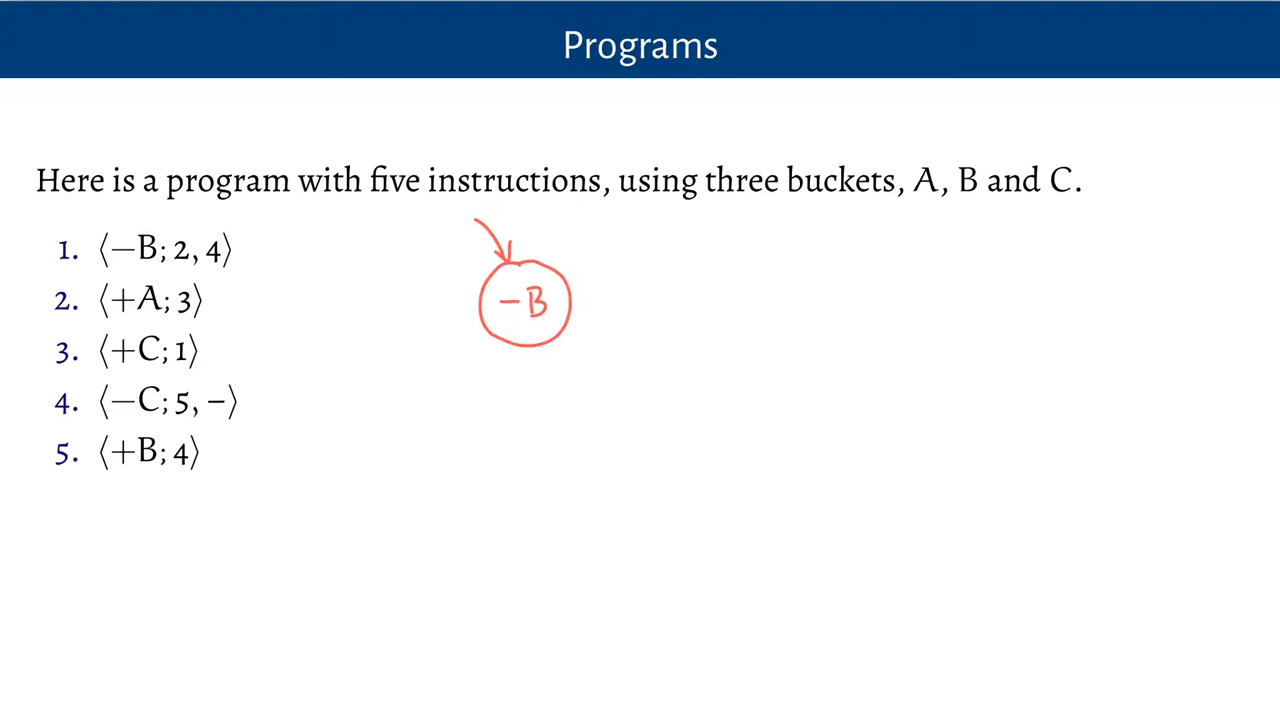 Programs
Here is a program with five instructions, using three buckets, A, B and C.
1. ⟨−B; 2, 4⟩
2. ⟨+A; 3⟩
3. ⟨+C; 1⟩
4. ⟨−C; 5, –⟩
5. ⟨+B; 4⟩
−B